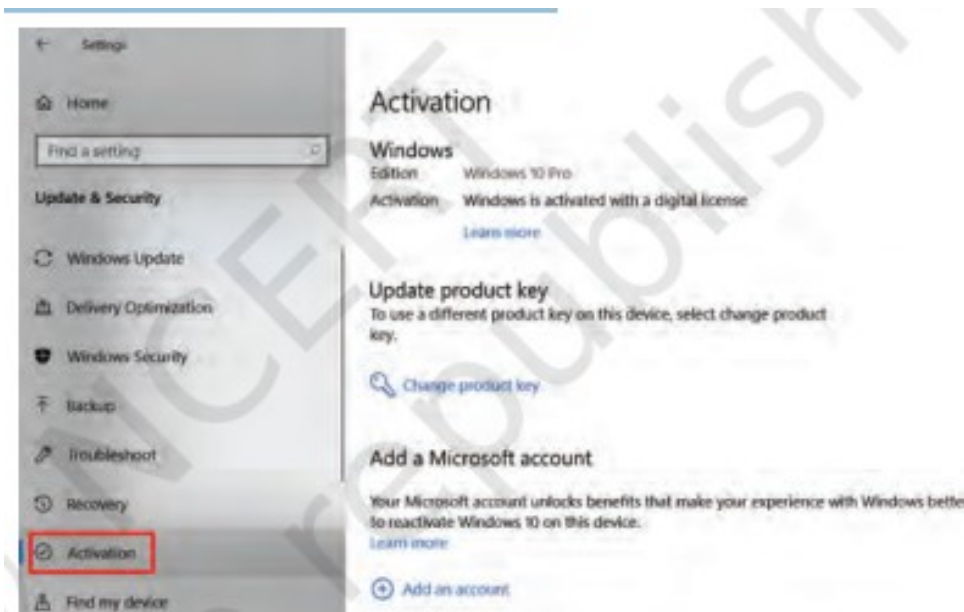 Settings
Home
Find a setting
Update & Security
Windows Update
Delivery Optimization
Windows Security
Backup
Troubleshoot
Recovery
Activation
Find my device
Activation
Windows
Edition Windows 10 Pro
Activation Windows is activated with a digital license
Learn more
Update product key
To use a different product key on this device, select change product
key.
Change product key
Add a Microsoft account
Your Microsoft account unlocks benefits that make your experience with Windows bette
to reactivate Windows 10 on this device.
Learn more
Add an account
NCERT
republish